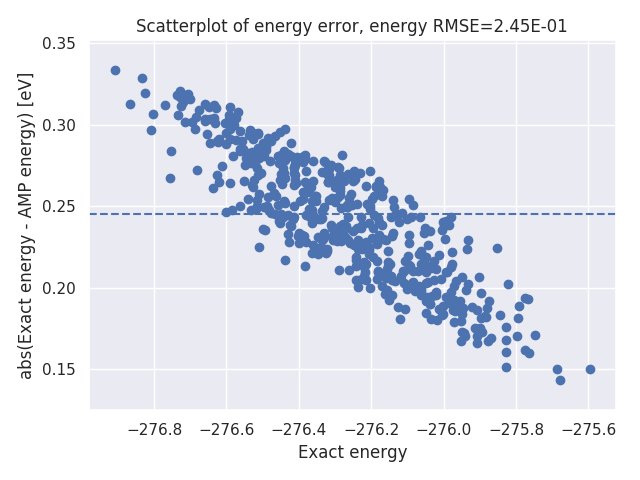 Scatterplot of energy error, energy RMSE=2.45E-01
abs(Exact energy - AMP energy) [eV]
0.35
0.30
0.25
0.20
0.15
−276.8 −276.6 −276.4 −276.2 −276.0 −275.8 −275.6
Exact energy